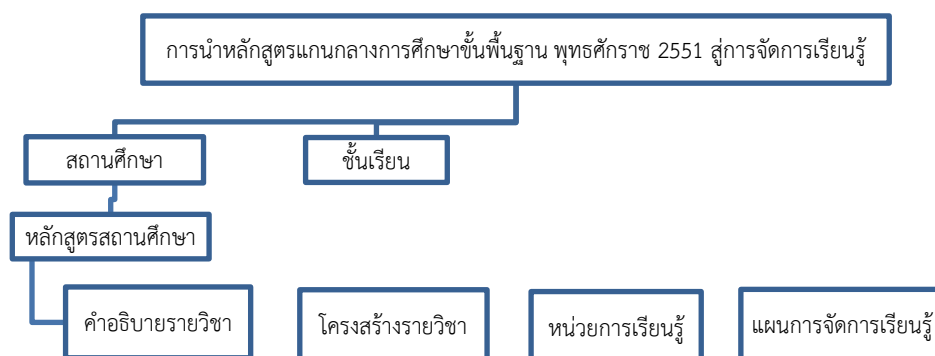 การนำหลักสูตรแกนกลางการศึกษาขั้นพื้นฐาน พุทธศักราช 2551 สู่การจัดการเรียนรู้
สถานศึกษา
ชั้นเรียน
หลักสูตรสถานศึกษา
คำอธิบายรายวิชา
โครงสร้างรายวิชา
หน่วยการเรียนรู้
แผนการจัดการเรียนรู้